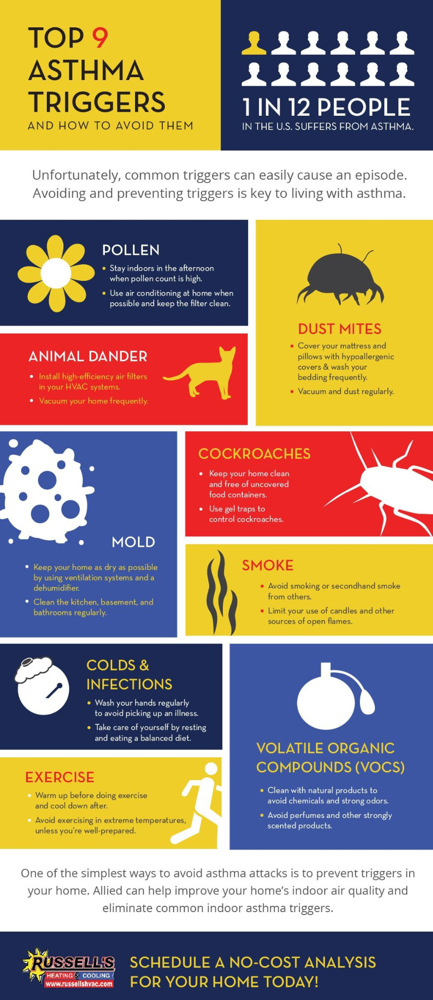 TOP 9
ASTHMA
TRIGGERS
AND HOW TO AVOID THEM
1 IN 12 PEOPLE
IN THE U.S. SUFFERS FROM ASTHMA.
Unfortunately, common triggers can easily cause an episode.
Avoiding and preventing triggers is key to living with asthma.
POLLEN
• Stay indoors in the afternoon
when pollen count is high.
• Use air conditioning at home when
possible and keep the filter clean.
DUST MITES
• Cover your mattress and
pillows with hypoallergenic
covers & wash your
bedding frequently.
• Vacuum and dust regularly.
ANIMAL DANDER
• Install high-efficiency air filters
in your HVAC systems.
• Vacuum your home frequently.
MOLD
• Keep your home as dry as possible
by using ventilation systems and a
dehumidifier.
• Clean the kitchen, basement, and
bathrooms regularly.
COCKROACHES
• Keep your home clean
and free of uncovered
food containers.
• Use gel traps to
control cockroaches.
SMOKE
• Avoid smoking or secondhand smoke
from others.
• Limit your use of candles and other
sources of open flames.
COLDS &
INFECTIONS
• Wash your hands regularly
to avoid picking up an illness.
• Take care of yourself by resting
and eating a balanced diet.
VOLATILE ORGANIC
COMPOUNDS (VOCS)
• Clean with natural products to
avoid chemicals and strong odors.
• Avoid perfumes and other strongly
scented products.
EXERCISE
• Warm up before doing exercise
and cool down after.
• Avoid exercising in extreme temperatures,
unless you're well-prepared.
One of the simplest ways to avoid asthma attacks is to prevent triggers in
your home. Allied can help improve your home's indoor air quality and
eliminate common indoor asthma triggers.
RUSSELL'S
HEATING & COOLING
www.russellshvac.com
SCHEDULE A NO-COST ANALYSIS
FOR YOUR HOME TODAY!